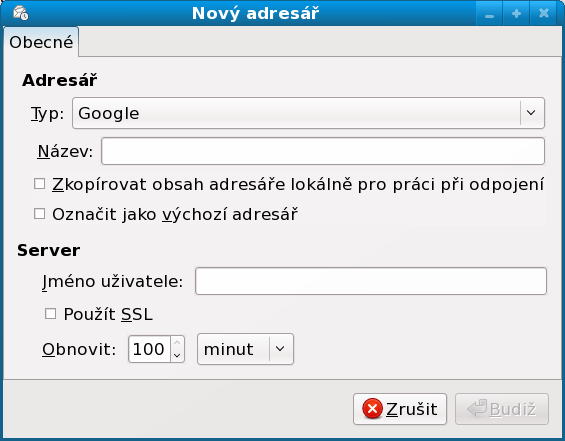 Nový adresář
Obecné
Adresář
Typ: Google
Název:
Zkopírovat obsah adresáře lokálně pro práci při odpojení
Označit jako výchozí adresář
Server
Jméno uživatele:
Použít SSL
Obnovit: 100 minut
Zrušit Budiž